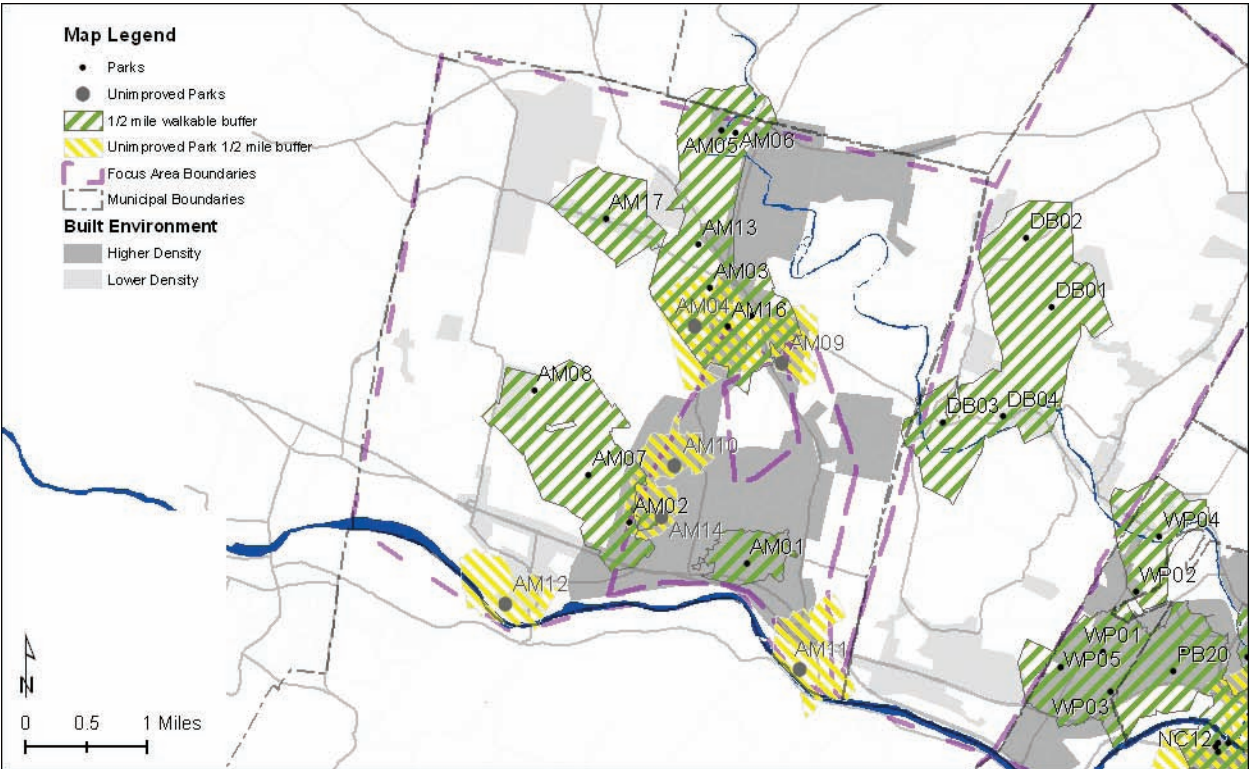 Map Legend
Parks
Unimproved Parks
1/2 mile walkable buffer
Unimproved Park 1/2 mile buffer
Focus Area Boundaries
Municipal Boundaries
Built Environment
Higher Density
Lower Density
AM05
AM06
AM17
AM13
DB02
AM03
DB01
AM04
AM16
AM09
AM08
DB03
DB04
AM10
AM07
AM02
AM14
WP04
AM01
WP02
AM12
WP01
AM11
WP05
PB20
WP03
N
0 0.5 1 Miles
NC12